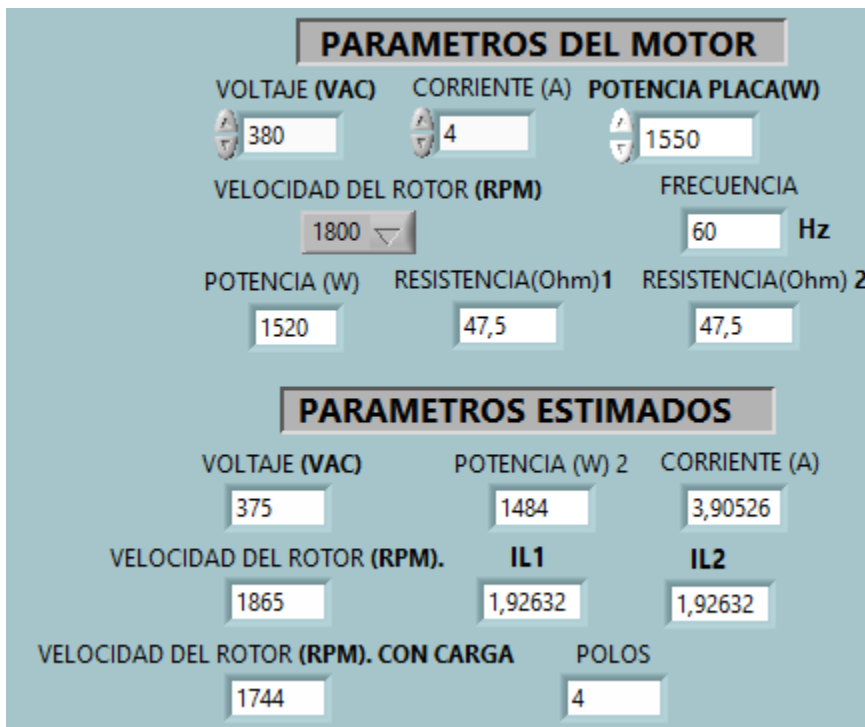 PARAMETROS DEL MOTOR
VOLTAJE (VAC) CORRIENTE (A) POTENCIA PLACA(W)
380 4 1550
VELOCIDAD DEL ROTOR (RPM) FRECUENCIA
1800 60 Hz
POTENCIA (W) RESISTENCIA(Ohm)1 RESISTENCIA(Ohm) 2
1520 47,5 47,5
PARAMETROS ESTIMADOS
VOLTAJE (VAC) POTENCIA (W) 2 CORRIENTE (A)
375 1484 3,90526
VELOCIDAD DEL ROTOR (RPM). IL1 IL2
1865 1,92632 1,92632
VELOCIDAD DEL ROTOR (RPM). CON CARGA POLOS
1744 4